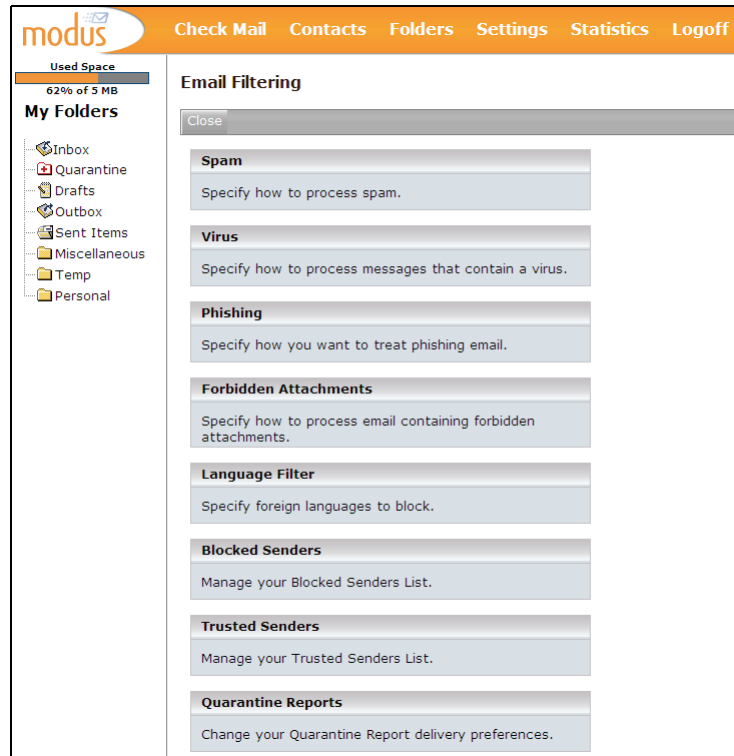 modus
Check Mail Contacts Folders Settings Statistics Logoff
Used Space
62% of 5 MB
My Folders
Inbox
Quarantine
Drafts
Outbox
Sent Items
Miscellaneous
Temp
Personal
Email Filtering
Close
Spam
Specify how to process spam.
Virus
Specify how to process messages that contain a virus.
Phishing
Specify how you want to treat phishing email.
Forbidden Attachments
Specify how to process email containing forbidden
attachments.
Language Filter
Specify foreign languages to block.
Blocked Senders
Manage your Blocked Senders List.
Trusted Senders
Manage your Trusted Senders List.
Quarantine Reports
Change your Quarantine Report delivery preferences.